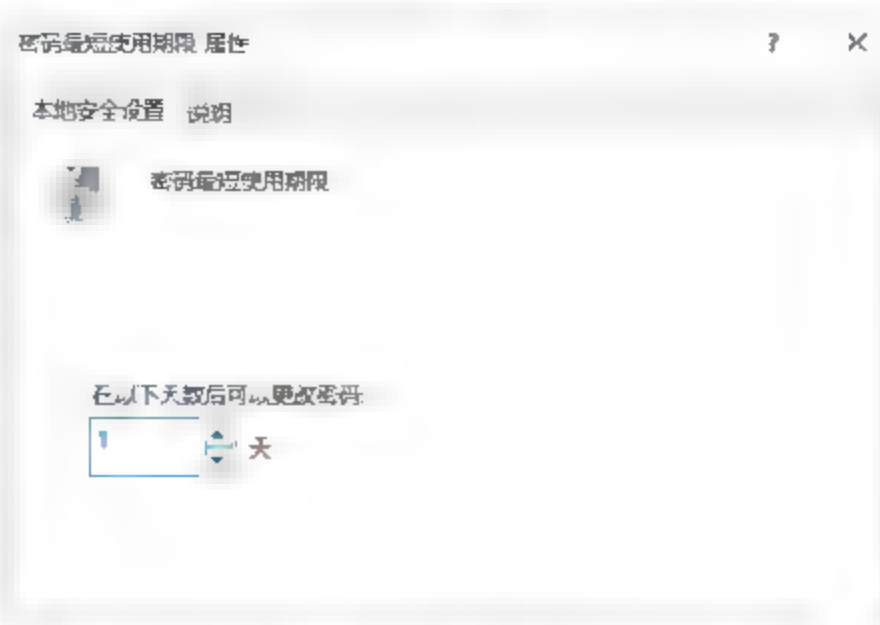 密码最短使用期限 属性 ? ×
本地安全设置 说明
密码最短使用期限
在以下天数后可以更改密码:
1 天